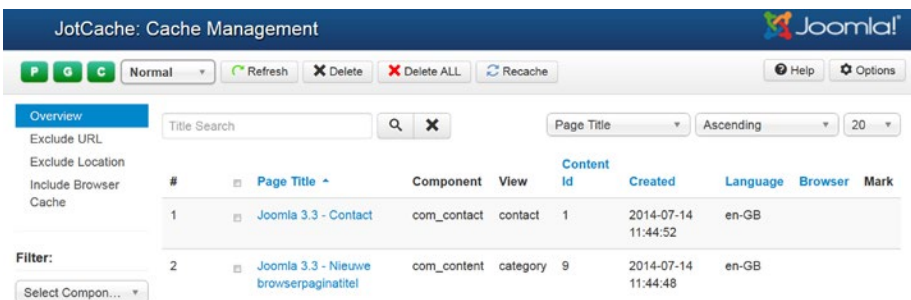 JotCache: Cache Management
Joomla!
P G C Normal Refresh Delete Delete ALL Recache Help Options
Overview
Exclude URL
Exclude Location
Include Browser
Cache
Filter:
Select Compon...
Title Search Page Title Ascending 20
# Page Title Component View Content Id Created Language Browser Mark
1 Joomla 3.3 - Contact com_contact contact 1 2014-07-14 en-GB
11:44:52
2 Joomla 3.3 - Nieuwe com_content category 9 2014-07-14 en-GB
browserpaginatitel 11:44:48